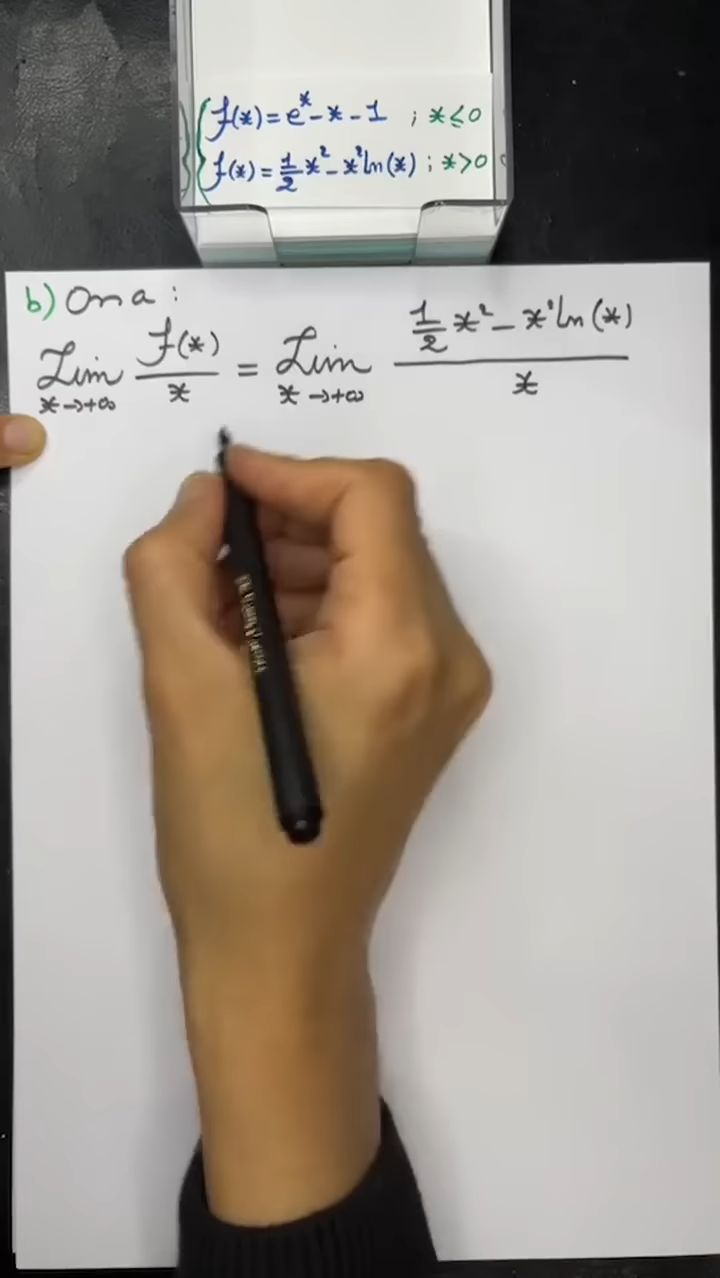 f(x) = e^x - x - 1 ; x ≤ 0
f(x) = 1/2 x² - x² ln(x) ; x > 0
b) On a :
Lim x→+∞ f(x)/x = Lim x→+∞ (1/2 x² - x² ln(x))/x